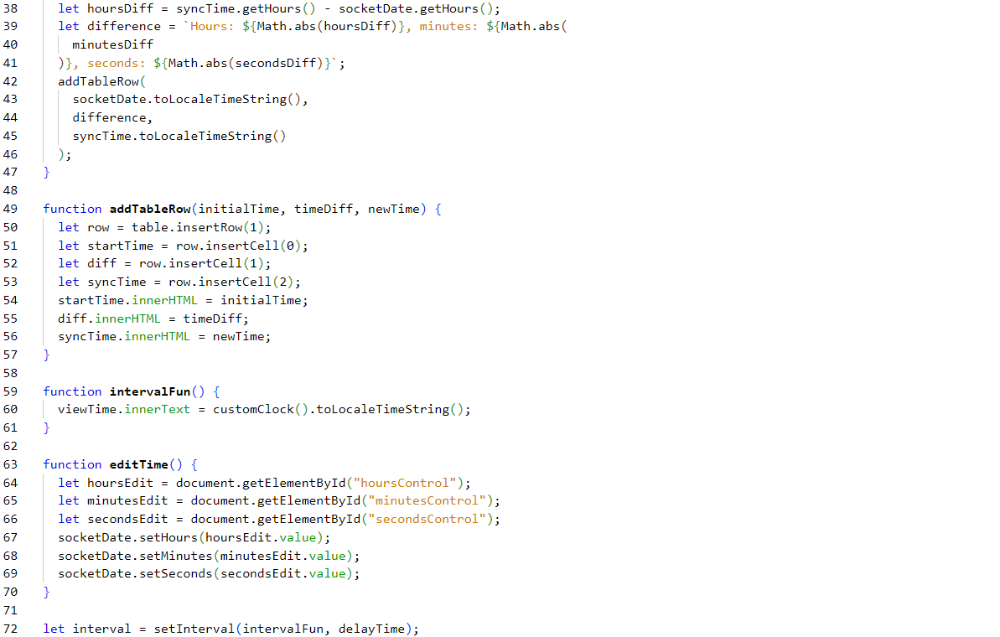 38 let hoursDiff = syncTime.getHours() - socketDate.getHours();
39 let difference = `Hours: ${Math.abs(hoursDiff)}, minutes: ${Math.abs(
40 minutesDiff
41 )}, seconds: ${Math.abs(secondsDiff)}`;
42 addTableRow(
43 socketDate.toLocaleTimeString(),
44 difference,
45 syncTime.toLocaleTimeString()
46 );
47 }
48
49 function addTableRow(initialTime, timeDiff, newTime) {
50 let row = table.insertRow(1);
51 let startTime = row.insertCell(0);
52 let diff = row.insertCell(1);
53 let syncTime = row.insertCell(2);
54 startTime.innerHTML = initialTime;
55 diff.innerHTML = timeDiff;
56 syncTime.innerHTML = newTime;
57 }
58
59 function intervalFun() {
60 viewTime.innerText = customClock().toLocaleTimeString();
61 }
62
63 function editTime() {
64 let hoursEdit = document.getElementById("hoursControl");
65 let minutesEdit = document.getElementById("minutesControl");
66 let secondsEdit = document.getElementById("secondsControl");
67 socketDate.setHours(hoursEdit.value);
68 socketDate.setMinutes(minutesEdit.value);
69 socketDate.setSeconds(secondsEdit.value);
70 }
71
72 let interval = setInterval(intervalFun, delayTime);